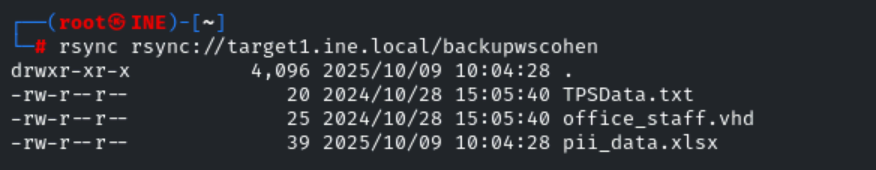 ┌──(root㉿INE)-[~]
└─# rsync rsync://target1.ine.local/backupwscohen
drwxr-xr-x          4,096 2025/10/09 10:04:28 .
-rw-r--r--             20 2024/10/28 15:05:40 TPSData.txt
-rw-r--r--             25 2024/10/28 15:05:40 office_staff.vhd
-rw-r--r--             39 2025/10/09 10:04:28 pii_data.xlsx